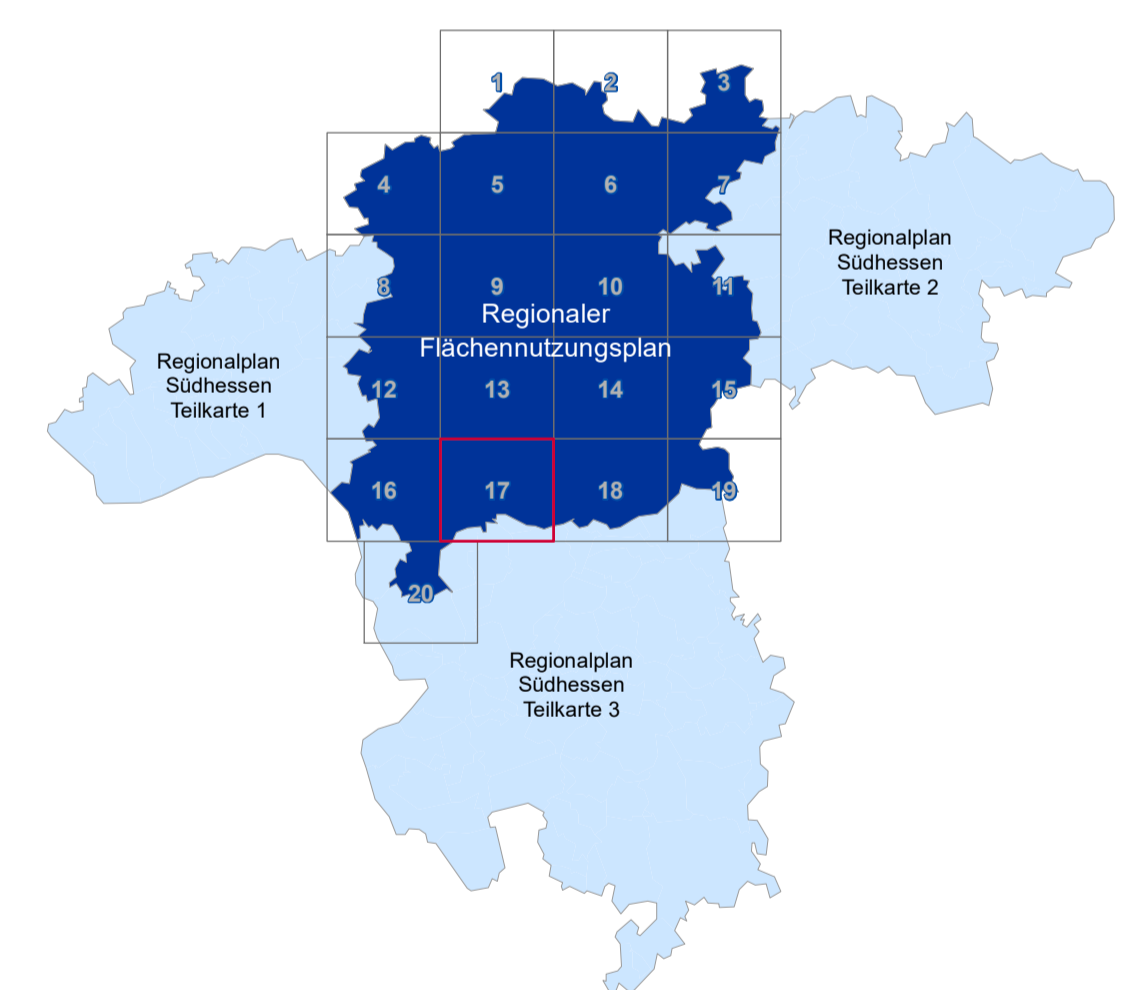 1 2 3
4 5 6 7
Regionalplan
Südhessen
Teilkarte 2
8 9 10 11
Regionaler
Flächennutzungsplan
Regionalplan
Südhessen
Teilkarte 1
12 13 14 15
16 17 18 19
20
Regionalplan
Südhessen
Teilkarte 3